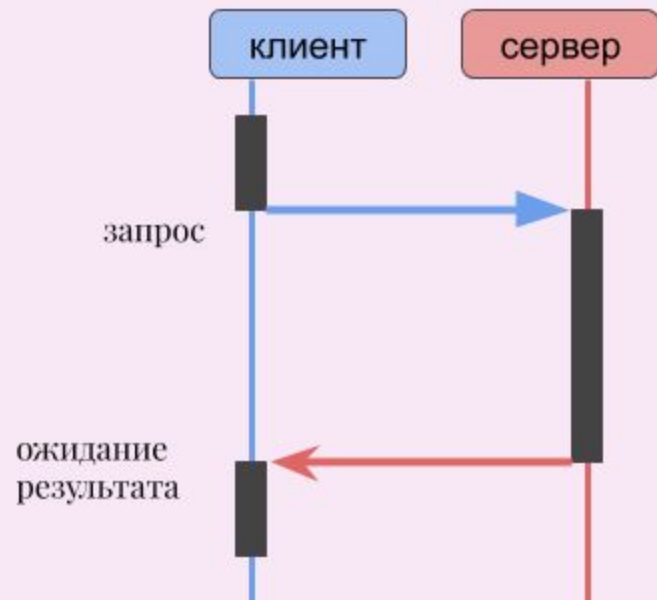 клиент
сервер
запрос
ожидание
результата